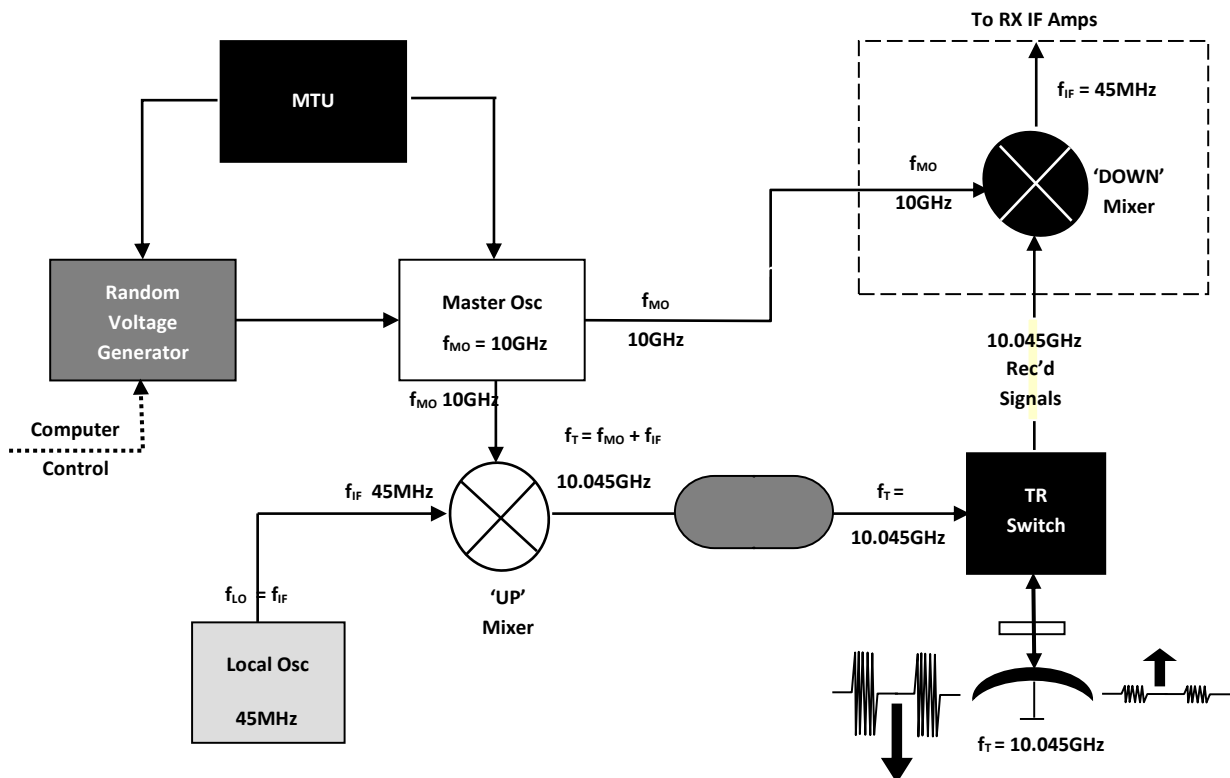 To RX IF Amps
MTU
fIF = 45MHz
fMO
10GHz
‘DOWN’
Mixer
Random
Voltage
Generator
Master Osc
fMO = 10GHz
fMO
10GHz
10.045GHz
Rec’d
Signals
fMO 10GHz
Computer
Control
fT = fMO + fIF
10.045GHz
fIF 45MHz
fT =
10.045GHz
TR
Switch
fLO = fIF
‘UP’
Mixer
Local Osc
45MHz
fT = 10.045GHz